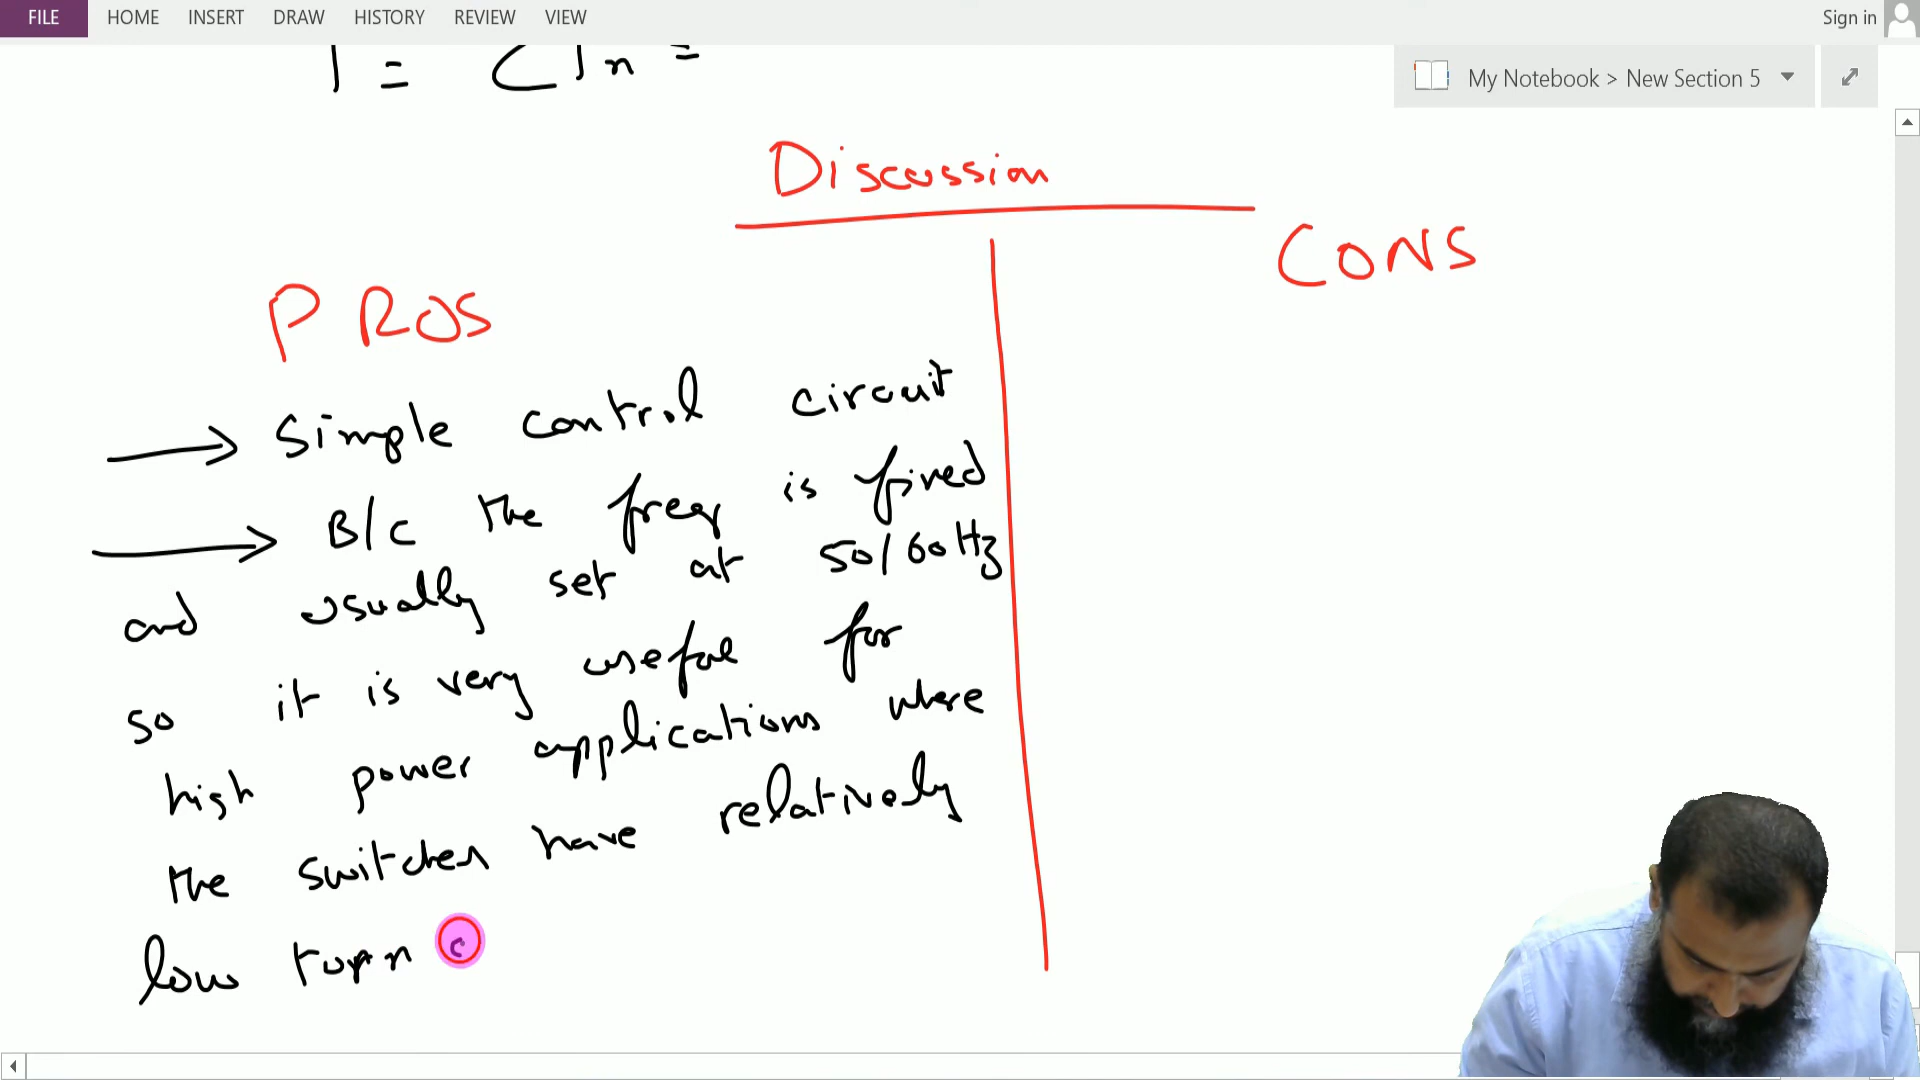 FILE HOME INSERT DRAW HISTORY REVIEW VIEW Sign in
My Notebook > New Section 5
Discussion
CONS
PROS
Simple control circuit
B/C the freq is fixed
and usually set at 50/60Hz
so it is very useful for
high power applications where
the switches have relatively
low turn